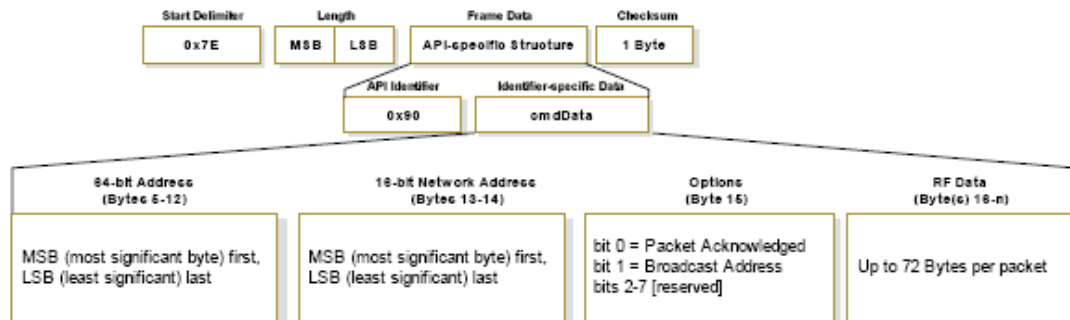 Start Delimiter Length Frame Data Checksum
0x7E MSB LSB API-specific Structure 1 Byte
API Identifier Identifier-specific Data
0x90 cmdData
64-bit Address 16-bit Network Address Options RF Data
(Bytes 5-12) (Bytes 13-14) (Byte 15) (Byte(s) 16-n)
MSB (most significant byte) first,
LSB (least significant) last
MSB (most significant byte) first,
LSB (least significant) last
bit 0 = Packet Acknowledged
bit 1 = Broadcast Address
bits 2-7 [reserved]
Up to 72 Bytes per packet